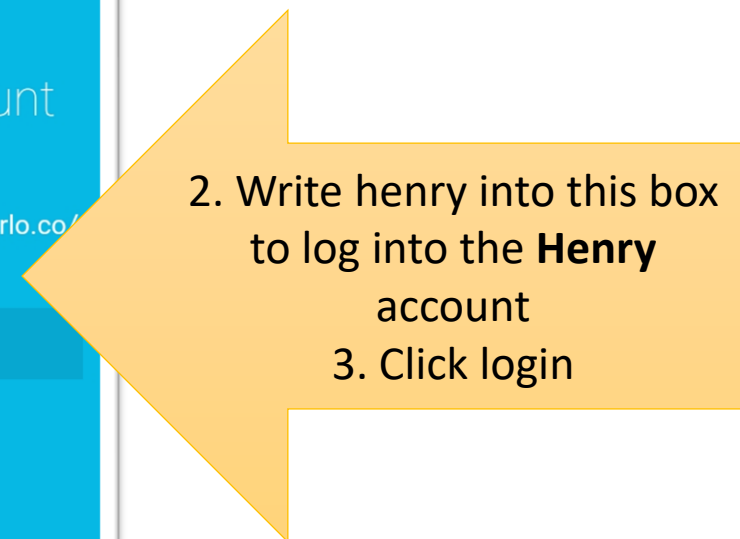 unt
rlo.co/
2. Write henry into this box
to log into the Henry
account
3. Click login